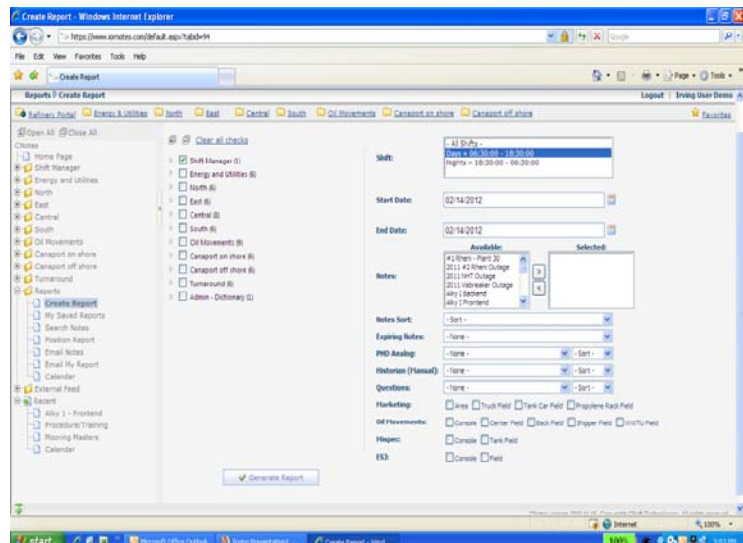 Create Report - Windows Internet Explorer
https://www.iornotes.com/default.aspx?tabid=94
Google
File Edit View Favorites Tools Help
Create Report
Page Tools
Reports Create Report
Logout Irving User Demo
Refinery Portal Energy & Utilities North East Central South Oil Movements Canaport on shore Canaport off shore
Favorites
Open All Close All
Home Page
Shift Manager
Energy and Utilities
North
East
Central
South
Oil Movements
Canaport on shore
Canaport off shore
Turnaround
Reports
Create Report
My Saved Reports
Search Notes
Position Report
Email Notes
Email My Report
Calendar
External Feed
Recent
Alky 1 - Frontend
Procedure/Training
Mooring Masters
Calendar
Clear all checks
Shift Manager (1)
Energy and Utilities (6)
North (6)
East (6)
Central (8)
South (6)
Oil Movements (8)
Canaport on shore (6)
Canaport off shore (6)
Turnaround (6)
Admin - Dictionary (1)
Generate Report
Shift:
- All Shifts -
Days = 06:30:00 - 18:30:00
Nights = 18:30:00 - 06:30:00
Start Date: 02/14/2012
End Date: 02/14/2012
Available: Selected:
Notes:
#1 Rheni - Plant 30
2011 #2 Rheni Outage
2011 NHT Outage
2011 Visbreaker Outage
Alky I Backend
Alky I Frontend
Notes Sort: - Sort -
Expiring Notes: - None -
PHD Analog: - None - - Sort -
Historian (Manual): - None - - Sort -
Questions: - None - - Sort -
Marketing: Area Truck Field Tank Car Field Propylene Rack Field
Oil Movements: Console Center Field Back Field Shipper Field WWTU Field
Mispec: Console Tank Field
ES3: Console Field
Internet 100%
start
Microsoft Office Outlook
Create Report - Wind...
100%